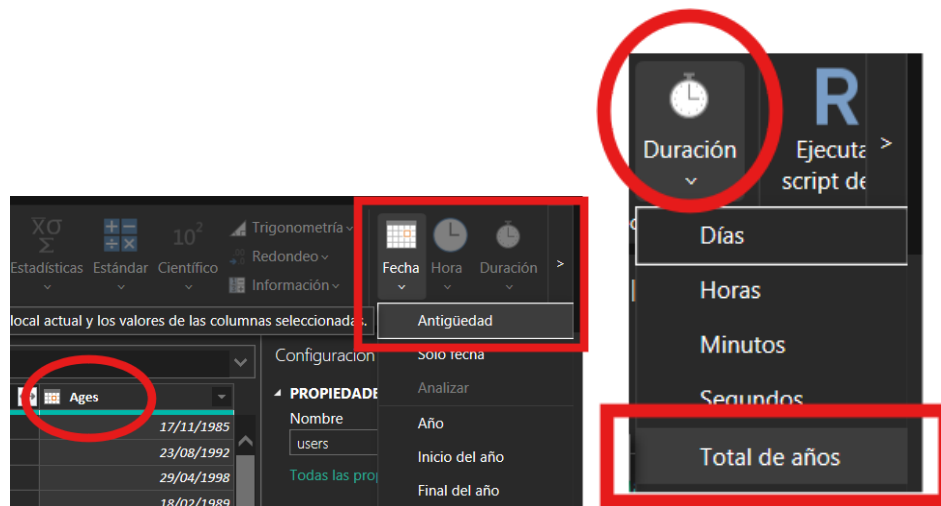 Estadísticas
Estándar
10²
Científico
Trigonometría
Redondeo
Información
Fecha
Hora
Duración
>
local actual y los valores de las columnas seleccionadas.
Antigüedad
Solo fecha
Analizar
Año
Inicio del año
Final del año
Ages
17/11/1985
23/08/1992
29/04/1998
18/02/1989
Configuración
PROPIEDADE
Nombre
users
Todas las prop
Duración
R
Ejecuta
script de
>
Días
Horas
Minutos
Segundos
Total de años